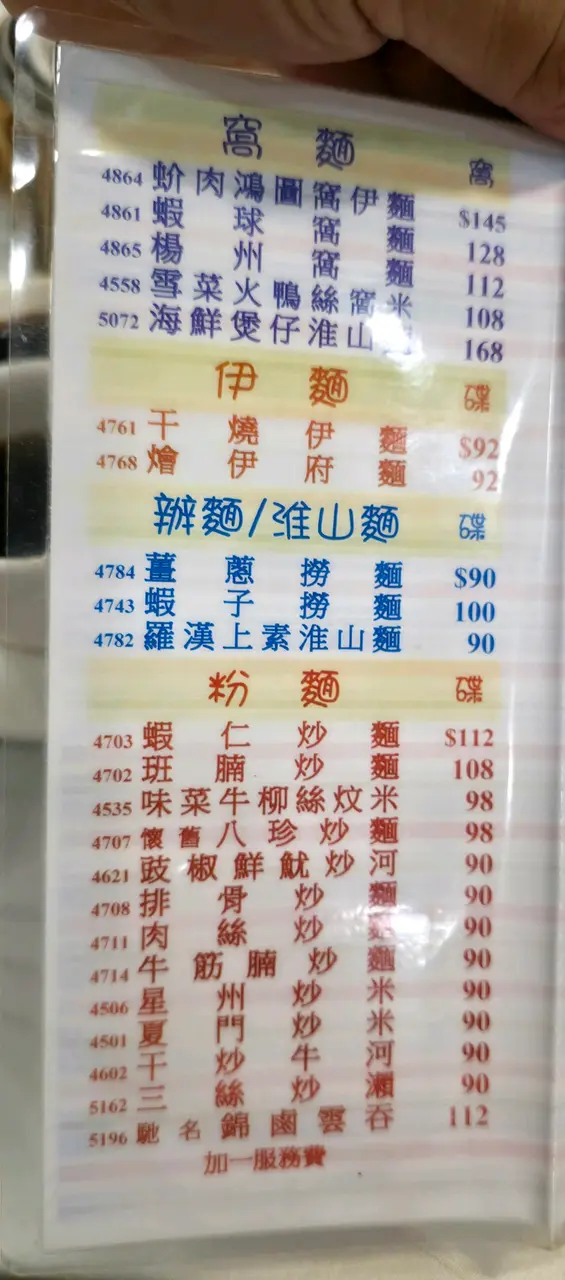 窩麵 窩
4864 蚧肉鴻圖窩伊麵 $145
4861 蝦球窩麵 128
4865 楊州窩麵 112
4558 雪菜火鴨絲窩米 108
5072 海鮮煲仔淮山 168
伊麵 碟
4761 干燒伊麵 $92
4768 燴伊府麵 92
辦麵/淮山麵 碟
4784 薑蔥撈麵 $90
4743 蝦子撈麵 100
4782 羅漢上素淮山麵 90
粉麵 碟
4703 蝦仁炒麵 $112
4702 班腩炒麵 108
4535 味菜牛柳絲炆米 98
4707 懷舊八珍炒麵 98
4621 豉椒鮮魷炒河 90
4708 排骨炒麵 90
4711 肉絲炒麵 90
4714 牛筋腩炒麵 90
4506 星州炒米 90
4501 夏門炒米 90
4602 干炒牛河 90
5162 三絲炒瀨 90
5196 馳名錦鹵雲吞 112
加一服務費